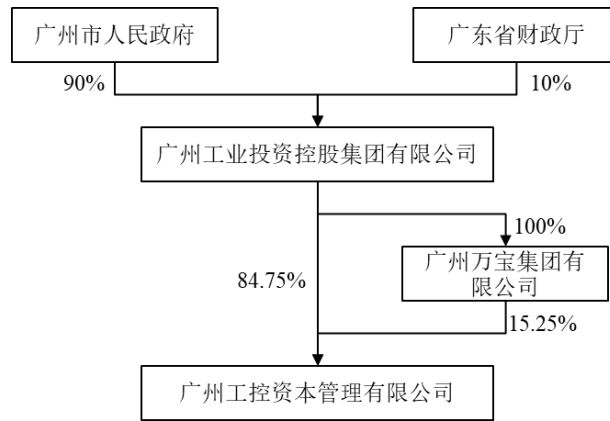 广州市人民政府
广东省财政厅
90%
10%
广州工业投资控股集团有限公司
100%
广州万宝集团有
限公司
84.75%
15.25%
广州工控资本管理有限公司